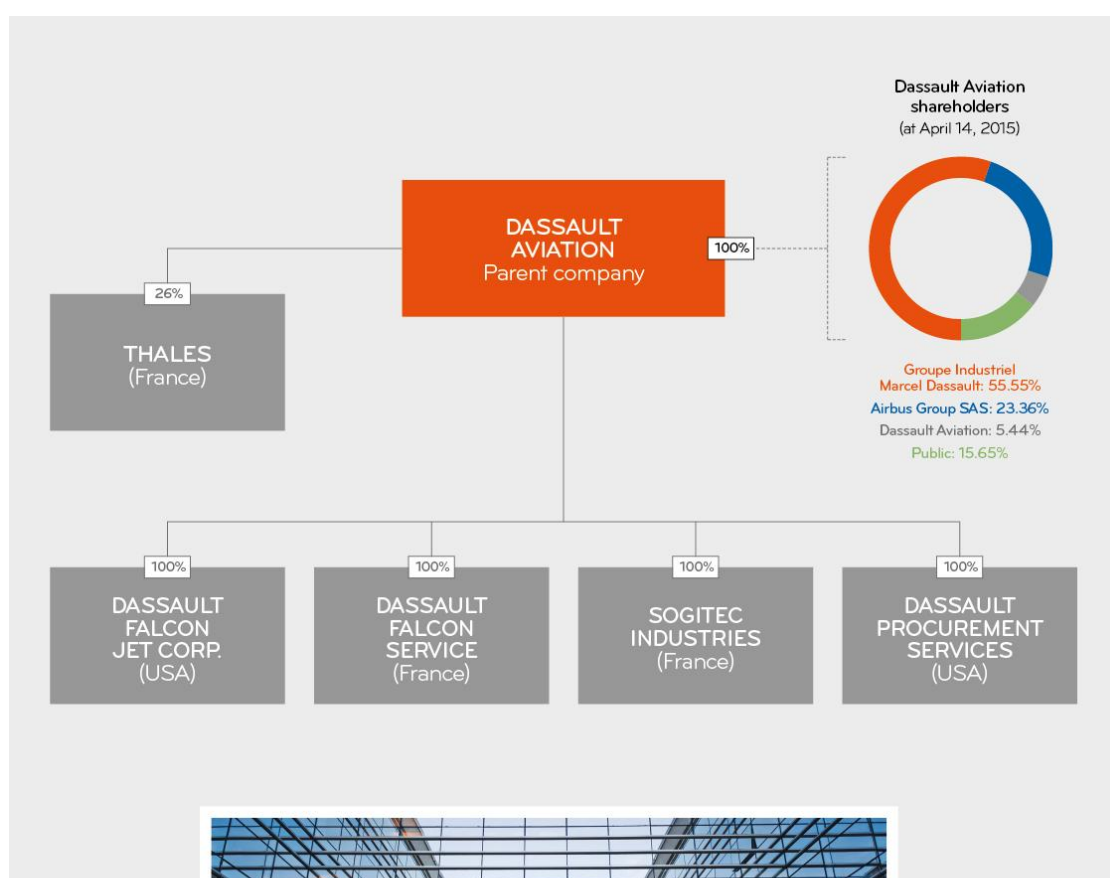 Dassault Aviation
shareholders
(at April 14, 2015)
DASSAULT
AVIATION
Parent company
100%
26%
THALES
(France)
Groupe Industriel
Marcel Dassault: 55.55%
Airbus Group SAS: 23.36%
Dassault Aviation: 5.44%
Public: 15.65%
100%
DASSAULT
FALCON
JET CORP.
(USA)
100%
DASSAULT
FALCON
SERVICE
(France)
100%
SOGITEC
INDUSTRIES
(France)
100%
DASSAULT
PROCUREMENT
SERVICES
(USA)